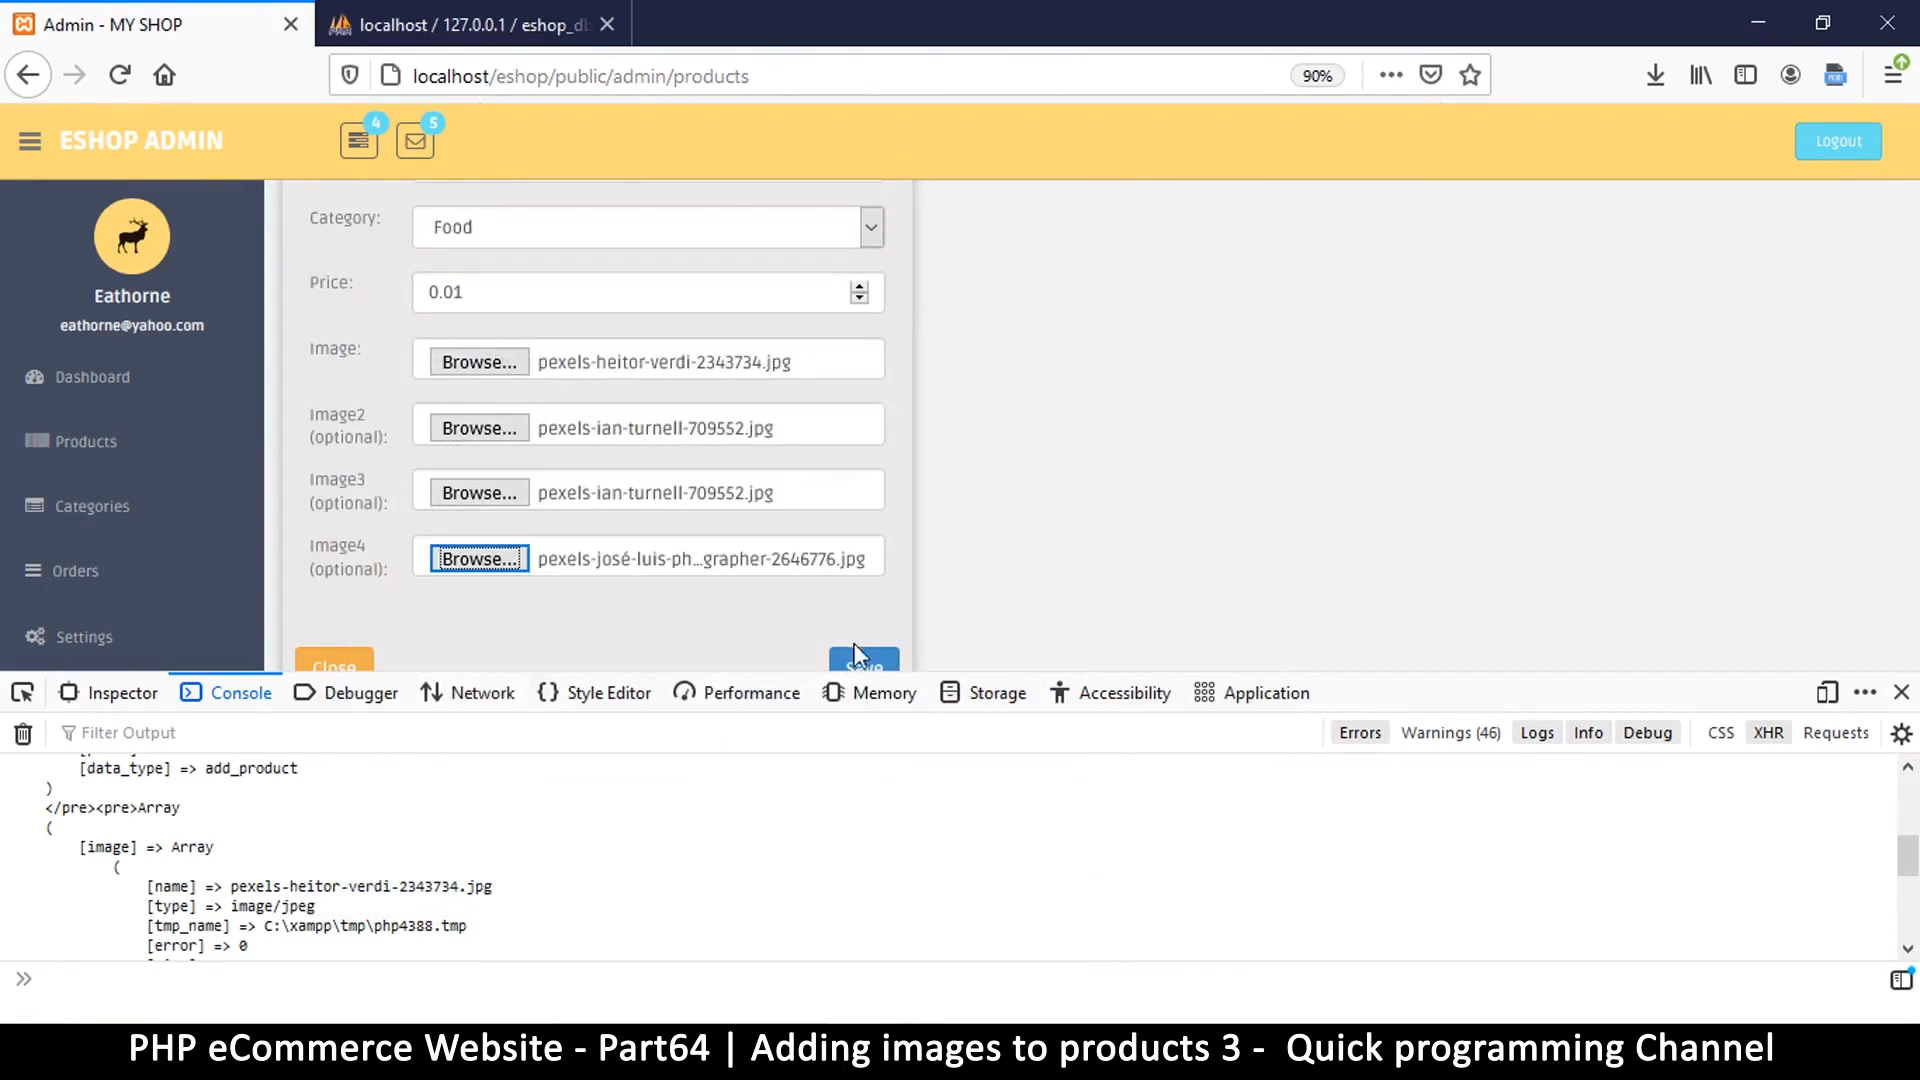 Admin - MY SHOP
localhost / 127.0.0.1 / eshop_db
localhost/eshop/public/admin/products
90%
ESHOP ADMIN
4
5
Logout
Eathorne
eathorne@yahoo.com
Dashboard
Products
Categories
Orders
Settings
Category:
Food
Price:
0.01
Image:
Browse... pexels-heitor-verdi-2343734.jpg
Image2
(optional):
Browse... pexels-ian-turnell-709552.jpg
Image3
(optional):
Browse... pexels-ian-turnell-709552.jpg
Image4
(optional):
Browse... pexels-josé-luis-ph...grapher-2646776.jpg
Close
Save
Inspector Console Debugger Network Style Editor Performance Memory Storage Accessibility Application
Filter Output
Errors Warnings (46) Logs Info Debug CSS XHR Requests
[data_type] => add_product
)
</pre><pre>Array
(
[image] => Array
(
[name] => pexels-heitor-verdi-2343734.jpg
[type] => image/jpeg
[tmp_name] => C:\xampp\tmp\php4388.tmp
[error] => 0
PHP eCommerce Website - Part64 | Adding images to products 3 - Quick programming Channel